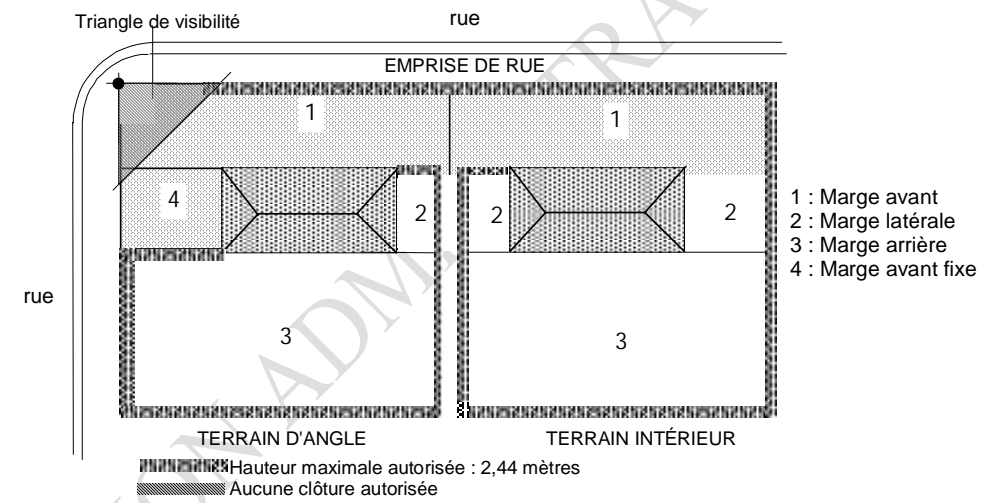 Triangle de visibilité
rue
EMPRISE DE RUE
1
1
4
2
2
2
1 : Marge avant
2 : Marge latérale
3 : Marge arrière
4 : Marge avant fixe
rue
3
3
TERRAIN D'ANGLE
TERRAIN INTÉRIEUR
Hauteur maximale autorisée : 2,44 mètres
Aucune clôture autorisée